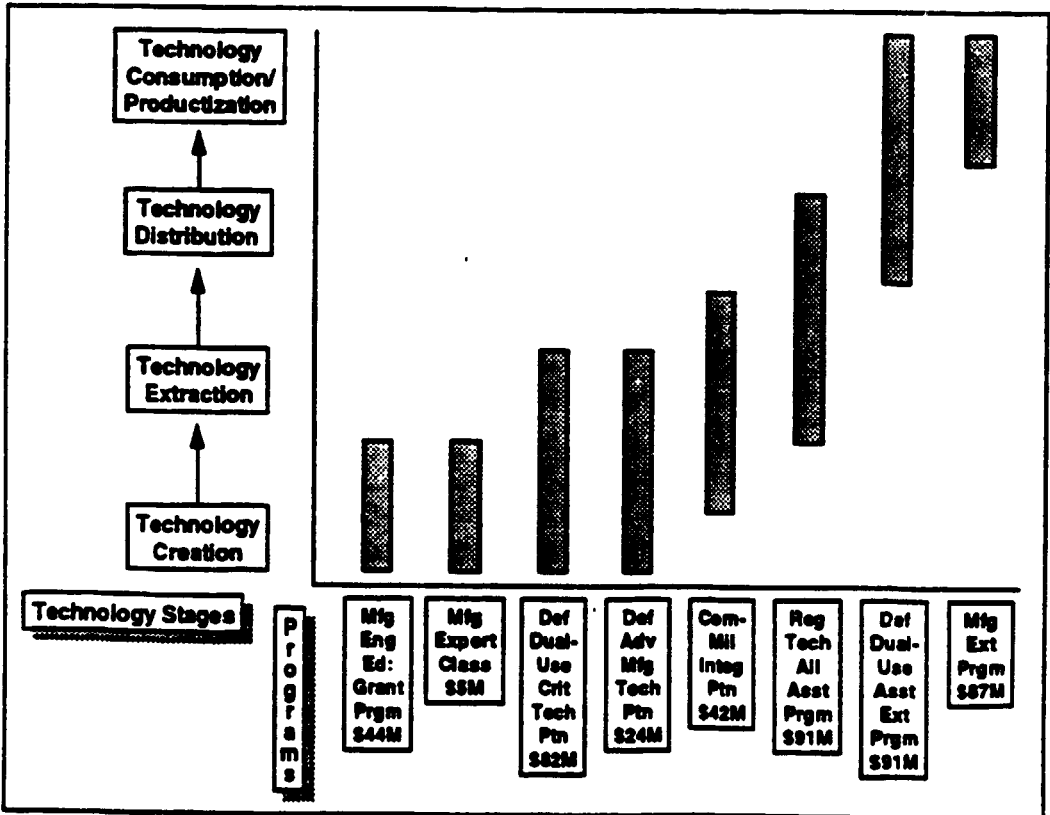 Technology
Consumption/
Productization
Technology
Distribution
Technology
Extraction
Technology
Creation
Technology Stages
Programs
Mfg
Eng
Ed:
Grant
Prgm
$44M
Mfg
Expert
Class
$5M
Def
Dual-
Use
Crit
Tech
Ptn
$82M
Def
Adv
Mfg
Tech
Ptn
$24M
Com-
Mil
Integ
Ptn
$42M
Reg
Tech
All
Asst
Prgm
$91M
Def
Dual-
Use
Asst
Ext
Prgm
$91M
Mfg
Ext
Prgm
$87M